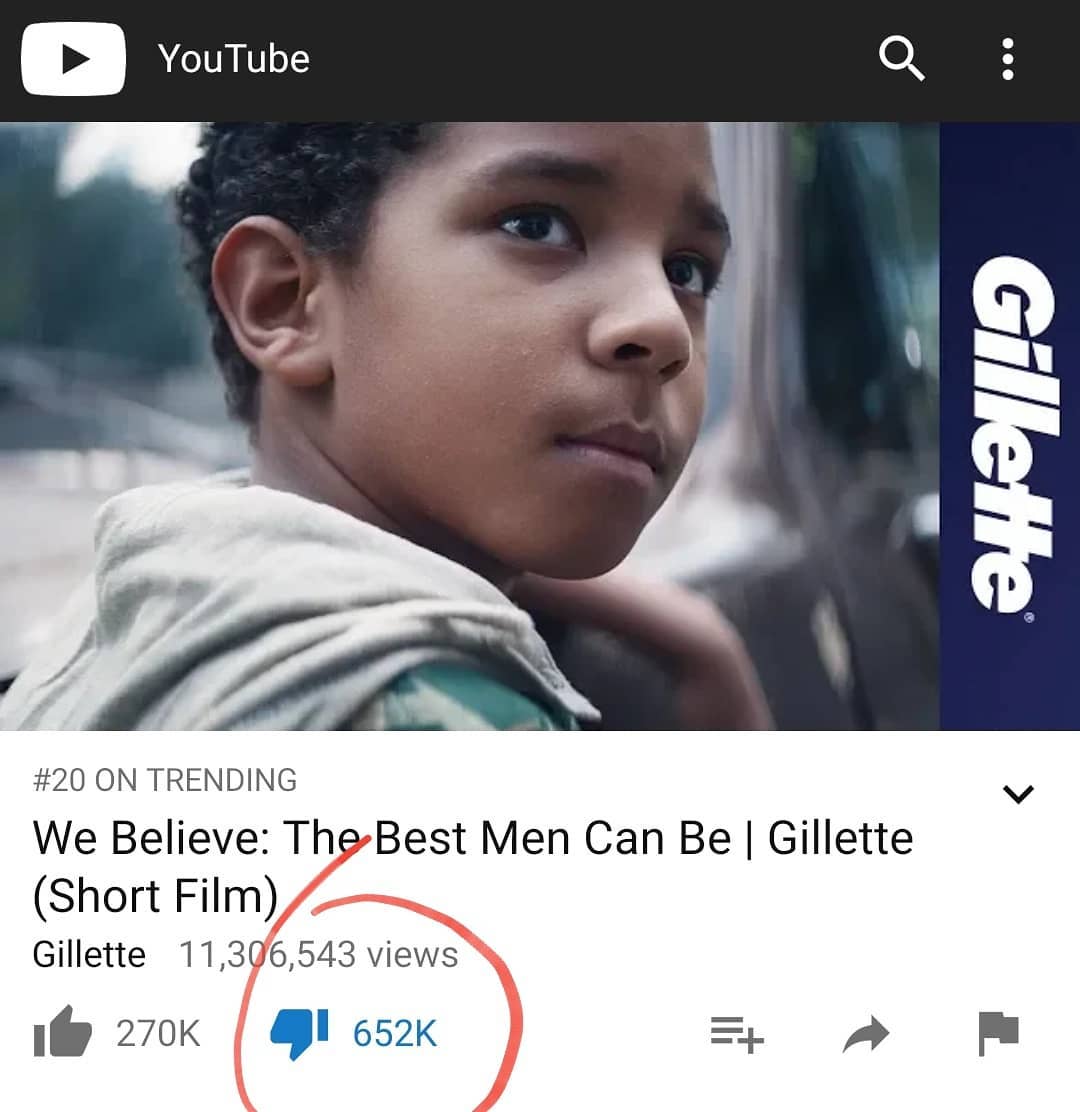 YouTube
Gillette®
#20 ON TRENDING
We Believe: The Best Men Can Be | Gillette
(Short Film)
Gillette 11,306,543 views
270K 652K